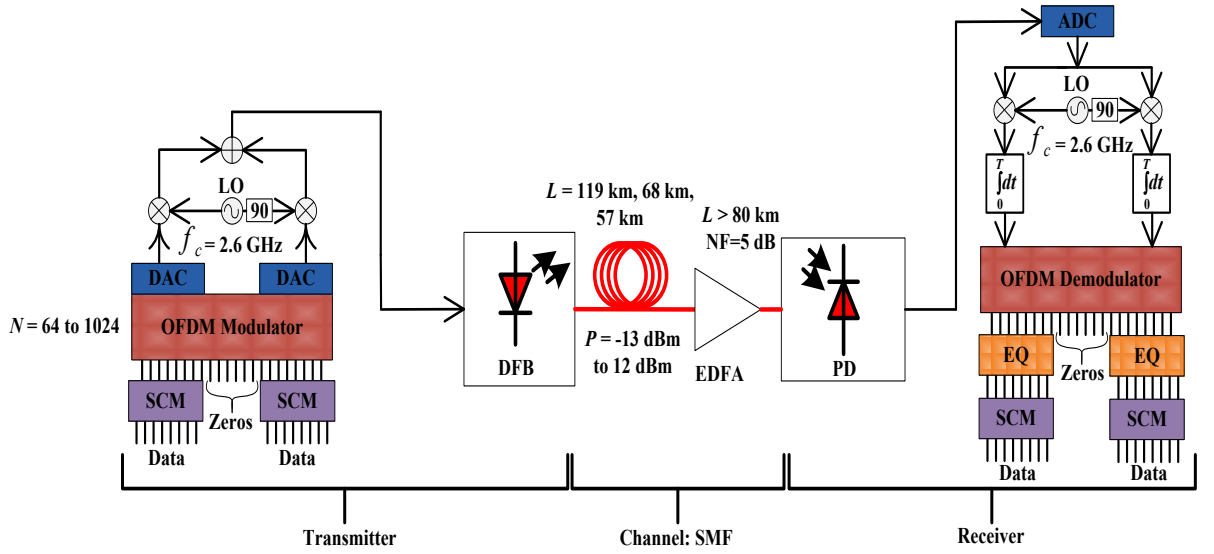 ADC
LO
90
f_c = 2.6 GHz
T
∫dt
0
T
∫dt
0
OFDM Demodulator
EQ
EQ
Zeros
SCM
SCM
Data
Data
LO
90
f_c = 2.6 GHz
DAC
DAC
N = 64 to 1024
OFDM Modulator
SCM
SCM
Zeros
Data
Data
DFB
L = 119 km, 68 km,
57 km
P = -13 dBm
to 12 dBm
L > 80 km
NF=5 dB
EDFA
PD
Transmitter
Channel: SMF
Receiver